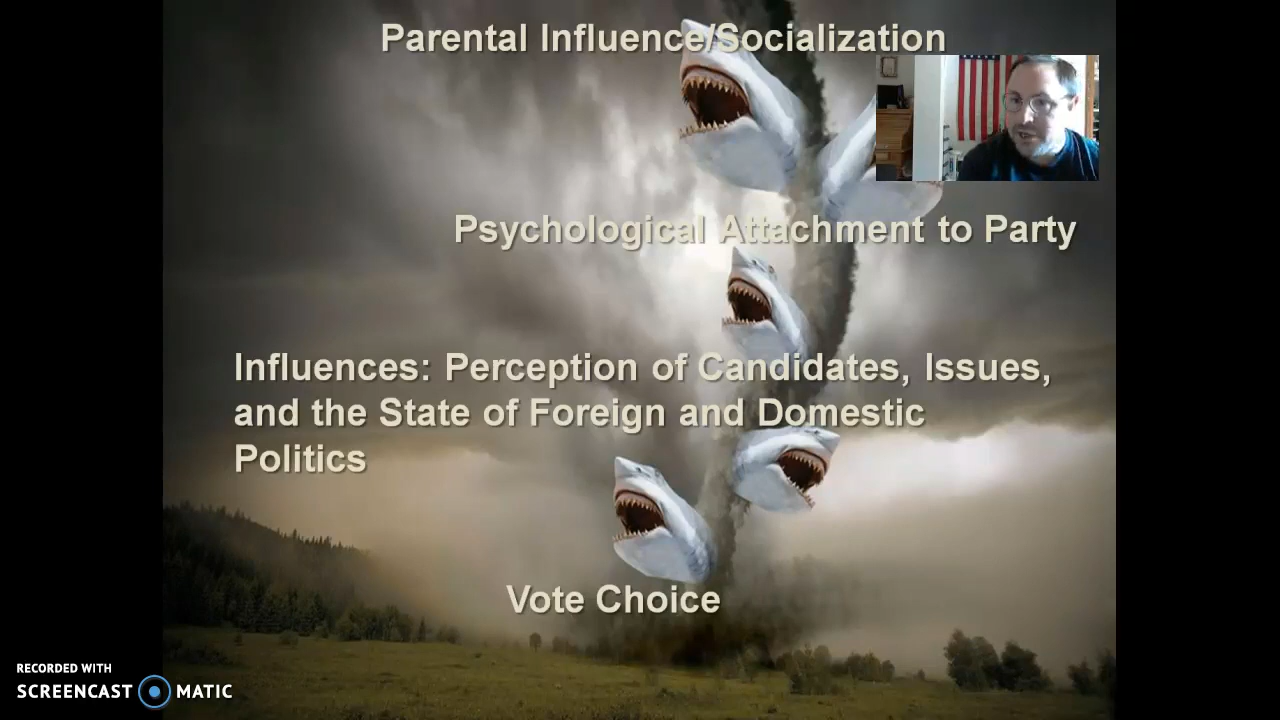 Parental Influence/Socialization
Psychological Attachment to Party
Influences: Perception of Candidates, Issues,
and the State of Foreign and Domestic
Politics
Vote Choice
RECORDED WITH
SCREENCAST MATIC